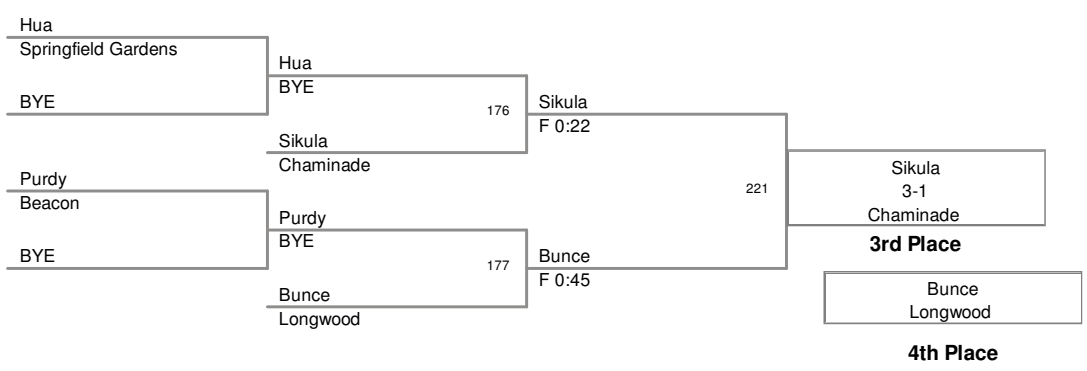 Hua
Springfield Gardens
BYE
Purdy
Beacon
BYE
Hua
BYE
176
Sikula
Chaminade
Purdy
BYE
177
Bunce
Longwood
Sikula
F 0:22
221
Bunce
F 0:45
Sikula
3-1
Chaminade
3rd Place
Bunce
Longwood
4th Place